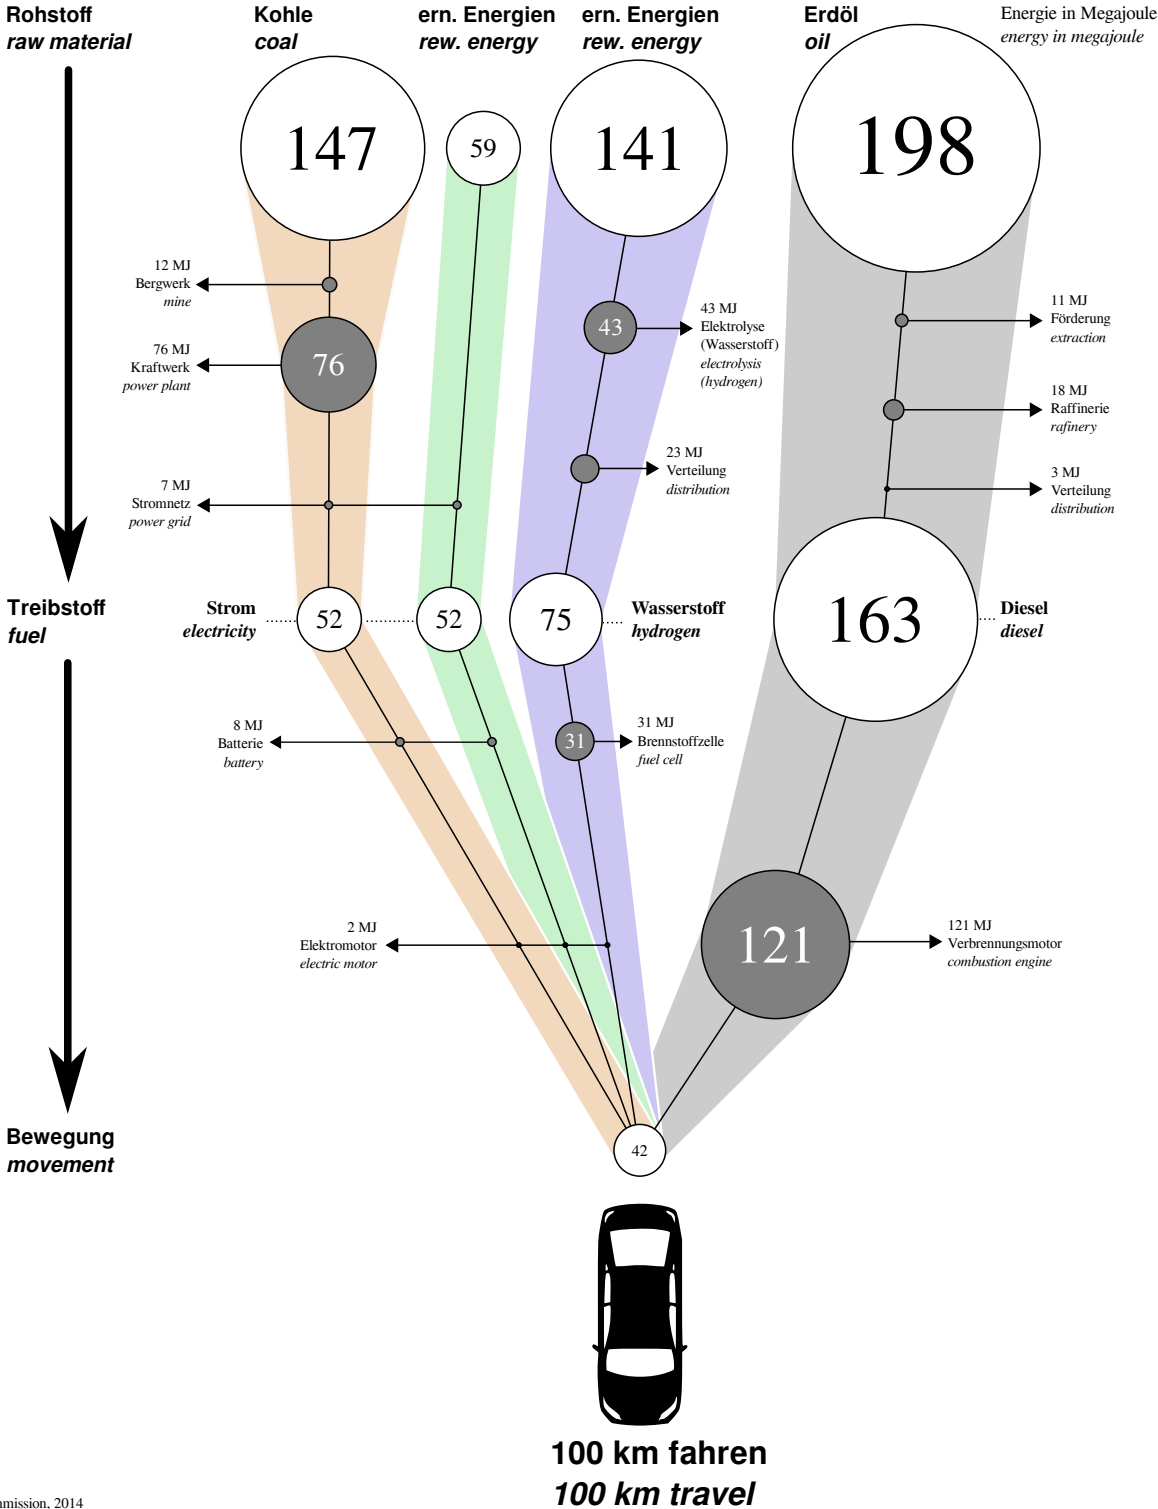 Rohstoff
raw material
Kohle
coal
ern. Energien
rew. energy
ern. Energien
rew. energy
Erdöl
oil
Energie in Megajoule
energy in megajoule
147
59
141
198
12 MJ
Bergwerk
mine
76 MJ
Kraftwerk
power plant
76
7 MJ
Stromnetz
power grid
43
43 MJ
Elektrolyse
(Wasserstoff)
electrolysis
(hydrogen)
23 MJ
Verteilung
distribution
11 MJ
Förderung
extraction
18 MJ
Raffinerie
rafinery
3 MJ
Verteilung
distribution
Treibstoff
fuel
Strom
electricity
52
52
75
Wasserstoff
hydrogen
163
Diesel
diesel
8 MJ
Batterie
battery
31
31 MJ
Brennstoffzelle
fuel cell
2 MJ
Elektromotor
electric motor
121
121 MJ
Verbrennungsmotor
combustion engine
Bewegung
movement
42
100 km fahren
100 km travel
mission, 2014